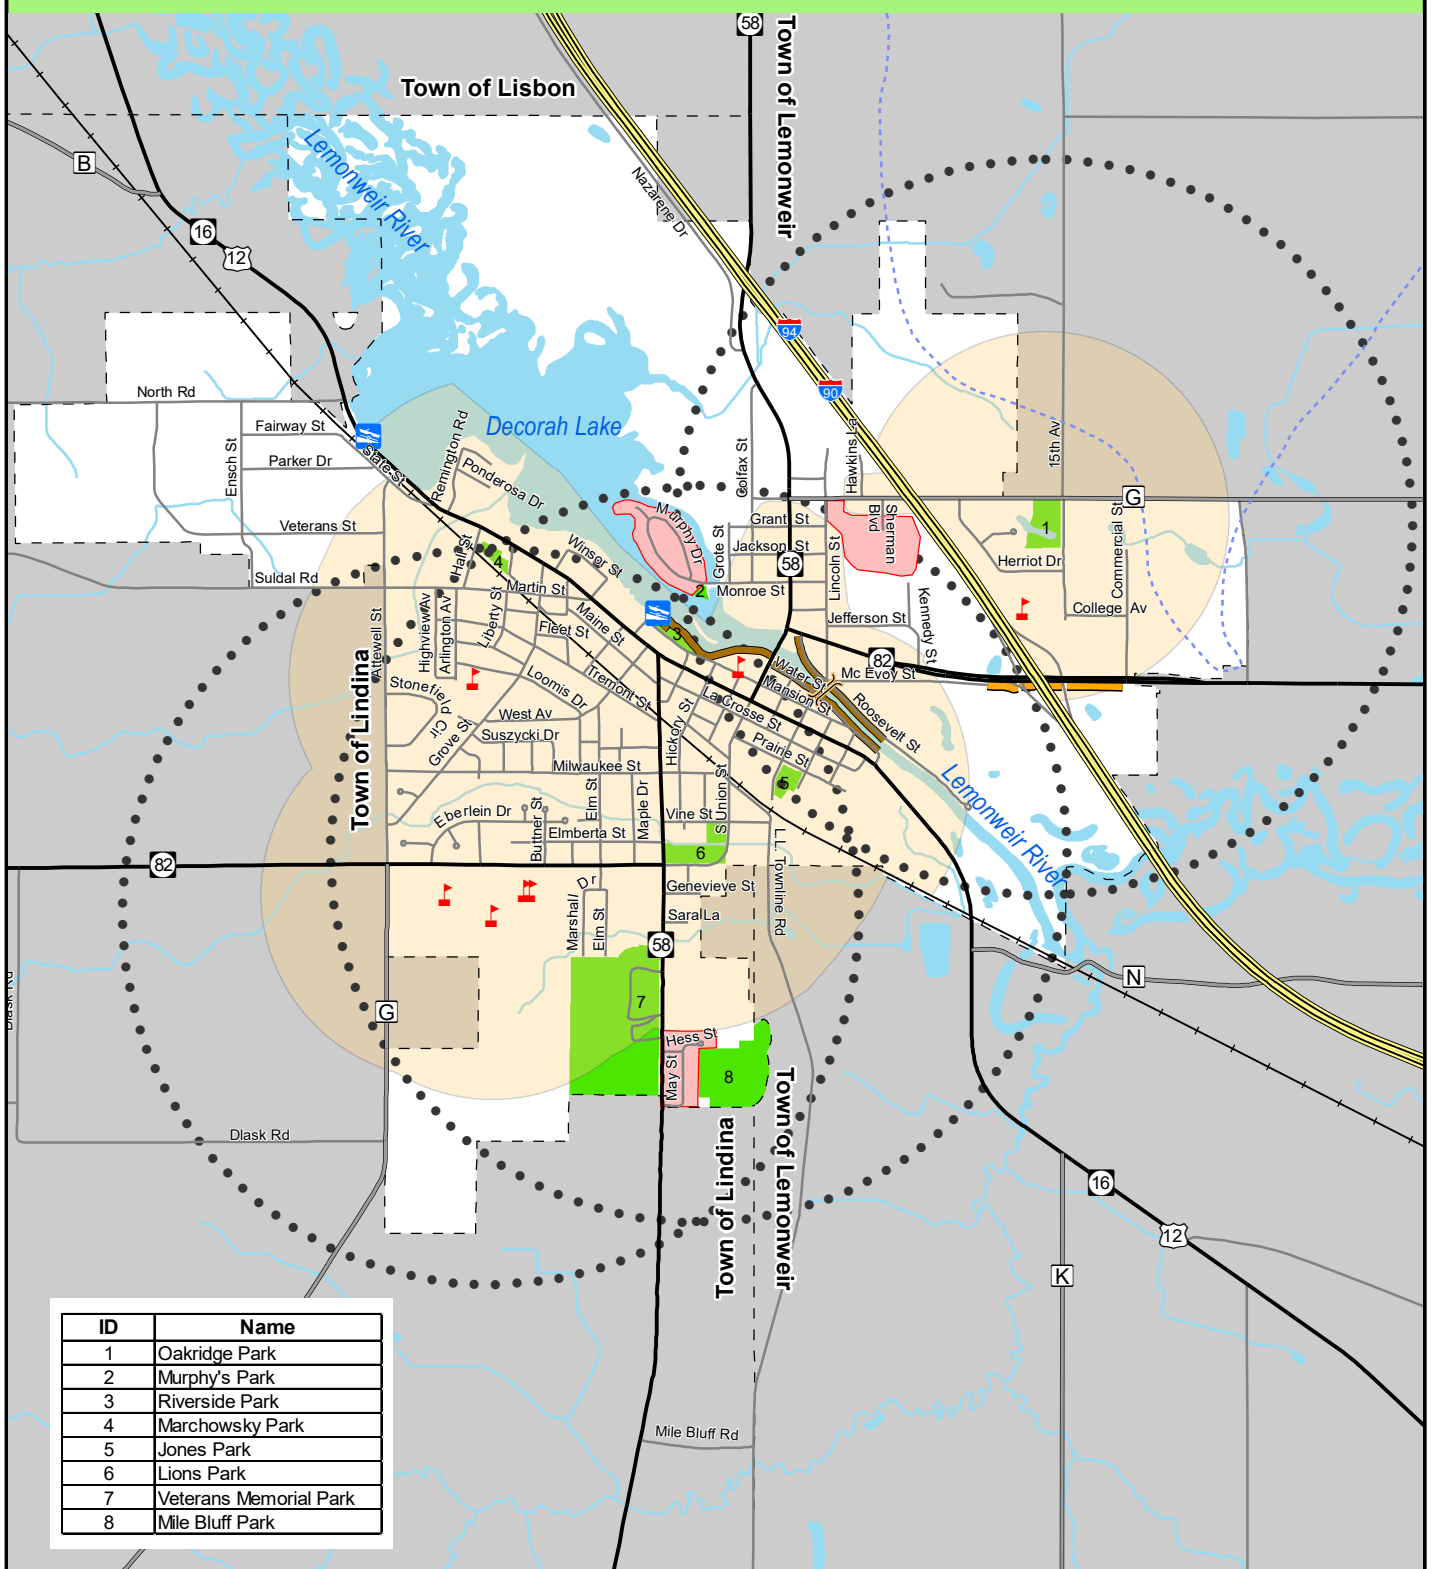 58
Town of Lemonweir
Town of Lisbon
Lemonweir River
B
Nazarene Dr
16
12
94
90
North Rd
Fairway St
Ensch St
Parker Dr
State St
Remington Rd
Ponderosa Dr
Decorah Lake
Colfax St
Hawkins La
15th Av
G
Veterans St
Murphy Dr
Grant St
Sherman Blvd
1
Commercial St
Winsor St
Grote St
Jackson St
58
Lincoln St
Herriot Dr
Hall St
4
Suldal Rd
Martin St
2
Monroe St
Kennedy St
College Av
Attewell St
Highview Av
Arlington Av
Liberty St
Maine St
Fleet St
3
Jefferson St
82
Mc Evoy St
Town of Lindina
Stonefield Cir
Loomis Dr
Tremont St
Water St
Mansion St
La Crosse St
Roosevelt St
West Av
Grove St
Suszycki Dr
Hickory St
Prairie St
Milwaukee St
5
Lemonweir River
Elm St
Maple Dr
S Union St
Eberlein Dr
Buttner St
Vine St
Elmberta St
6
L.L. Townline Rd
82
Marshall Dr
Genevieve St
Elm St
Sara La
58
N
Dlask Rd
7
G
Hess St
May St
8
Dlask Rd
Town of Lindina
Town of Lemonweir
16
12
K
Mile Bluff Rd
ID Name
1 Oakridge Park
2 Murphy's Park
3 Riverside Park
4 Marchowsky Park
5 Jones Park
6 Lions Park
7 Veterans Memorial Park
8 Mile Bluff Park